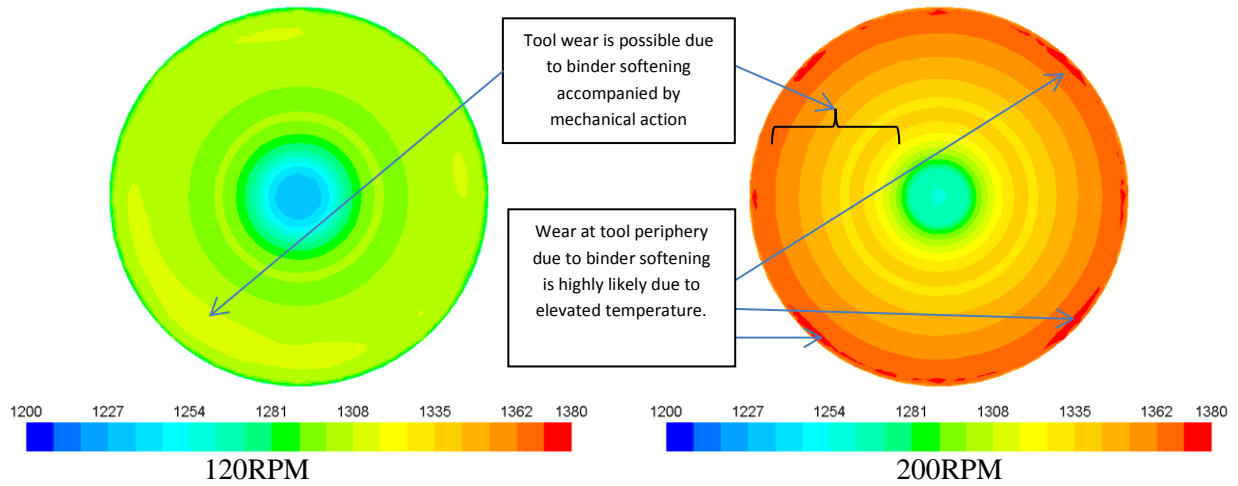 Tool wear is possible due
to binder softening
accompanied by
mechanical action
Wear at tool periphery
due to binder softening
is highly likely due to
elevated temperature.
1200 1227 1254 1281 1308 1335 1362 1380
120RPM
1200 1227 1254 1281 1308 1335 1362 1380
200RPM